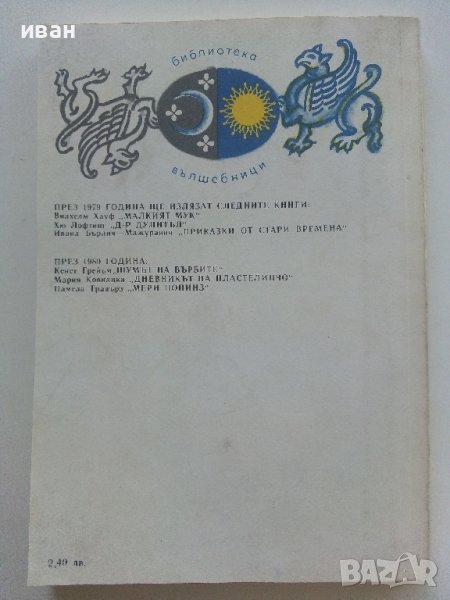 иван
библиотека
вълшебници
ПРЕЗ 1979 ГОДИНА ЩЕ ИЗЛЯЗАТ СЛЕДНИТЕ КНИГИ:
Вилхелм Хауф „МАЛКИЯТ МУК“
Хю Лофтинг „Д-Р ДУЛИТЪЛ“
Ивана Бърлич—Мажуранич „ПРИКАЗКИ ОТ СТАРИ ВРЕМЕНА“
ПРЕЗ 1980 ГОДИНА:
Кенет Грейъм „ШУМЪТ НА ВЪРБИТЕ“
Мария Ковнацка „ДНЕВНИКЪТ НА ПЛАСТЕЛИНЧО“
Памела Травърз „МЕРИ ПОПИНЗ“
2,49 лв.
BAZAR